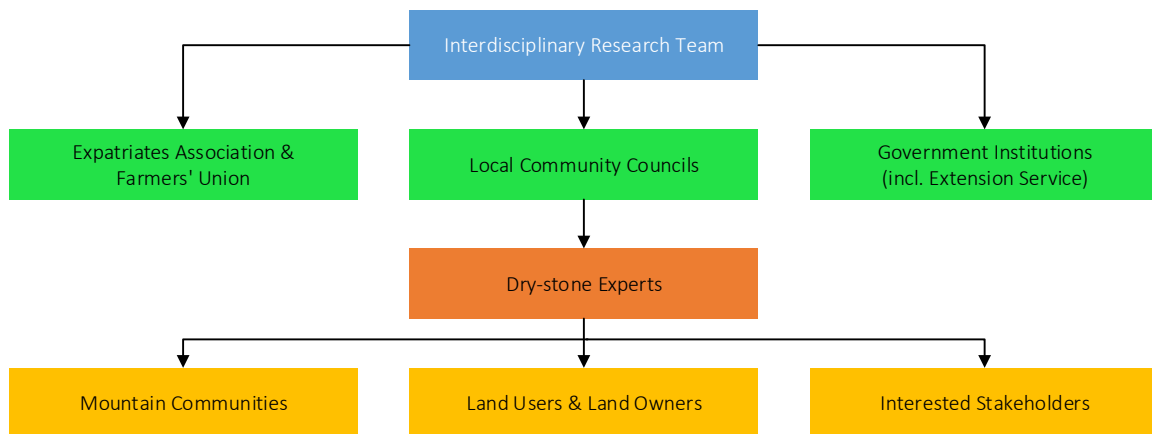 Interdisciplinary Research Team
Expatriates Association &
Farmers' Union
Local Community Councils
Government Institutions
(incl. Extension Service)
Dry-stone Experts
Mountain Communities
Land Users & Land Owners
Interested Stakeholders